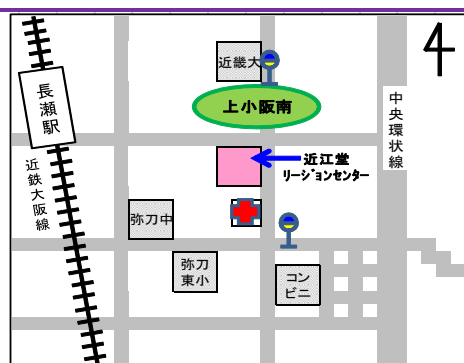 近畿大
上小阪南
長瀬駅
中央環状線
近江堂
リージョンセンター
近鉄大阪線
弥刀中
弥刀
東小
コン
ビニ